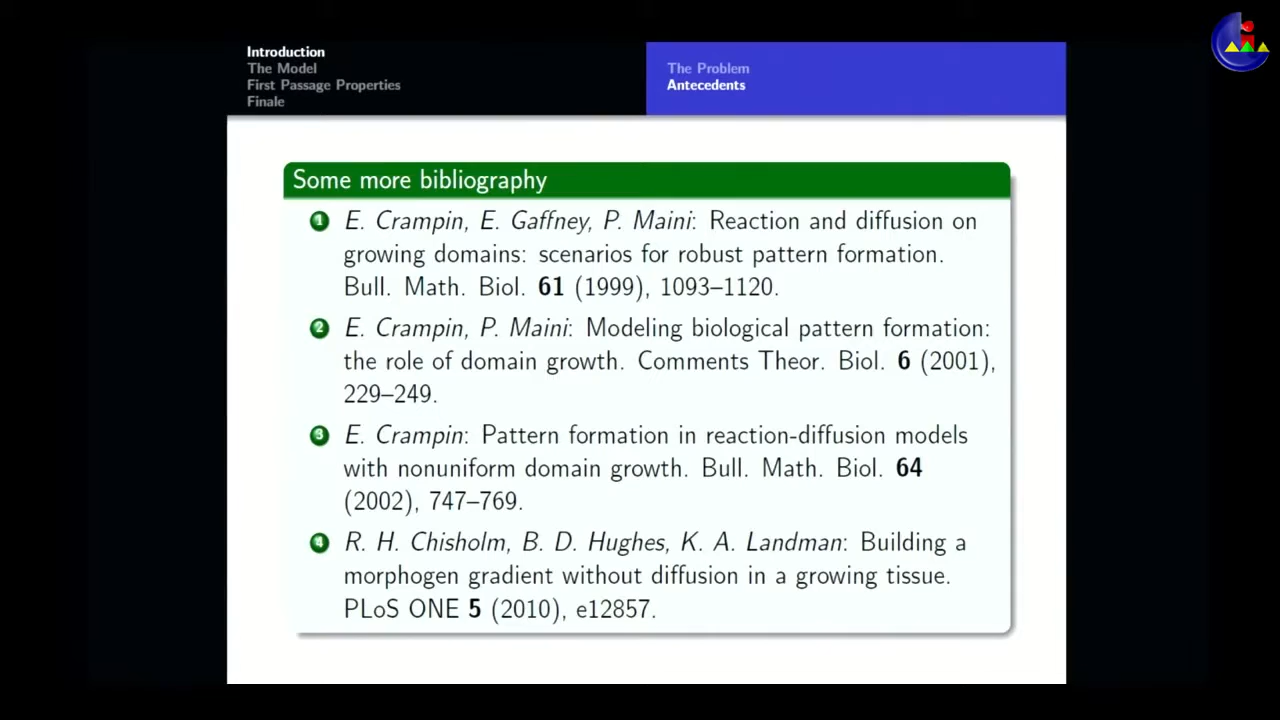 Introduction
The Model
First Passage Properties
Finale
The Problem
Antecedents
Some more bibliography
1 E. Crampin, E. Gaffney, P. Maini: Reaction and diffusion on
growing domains: scenarios for robust pattern formation.
Bull. Math. Biol. 61 (1999), 1093–1120.
2 E. Crampin, P. Maini: Modeling biological pattern formation:
the role of domain growth. Comments Theor. Biol. 6 (2001),
229–249.
3 E. Crampin: Pattern formation in reaction-diffusion models
with nonuniform domain growth. Bull. Math. Biol. 64
(2002), 747–769.
4 R. H. Chisholm, B. D. Hughes, K. A. Landman: Building a
morphogen gradient without diffusion in a growing tissue.
PLoS ONE 5 (2010), e12857.